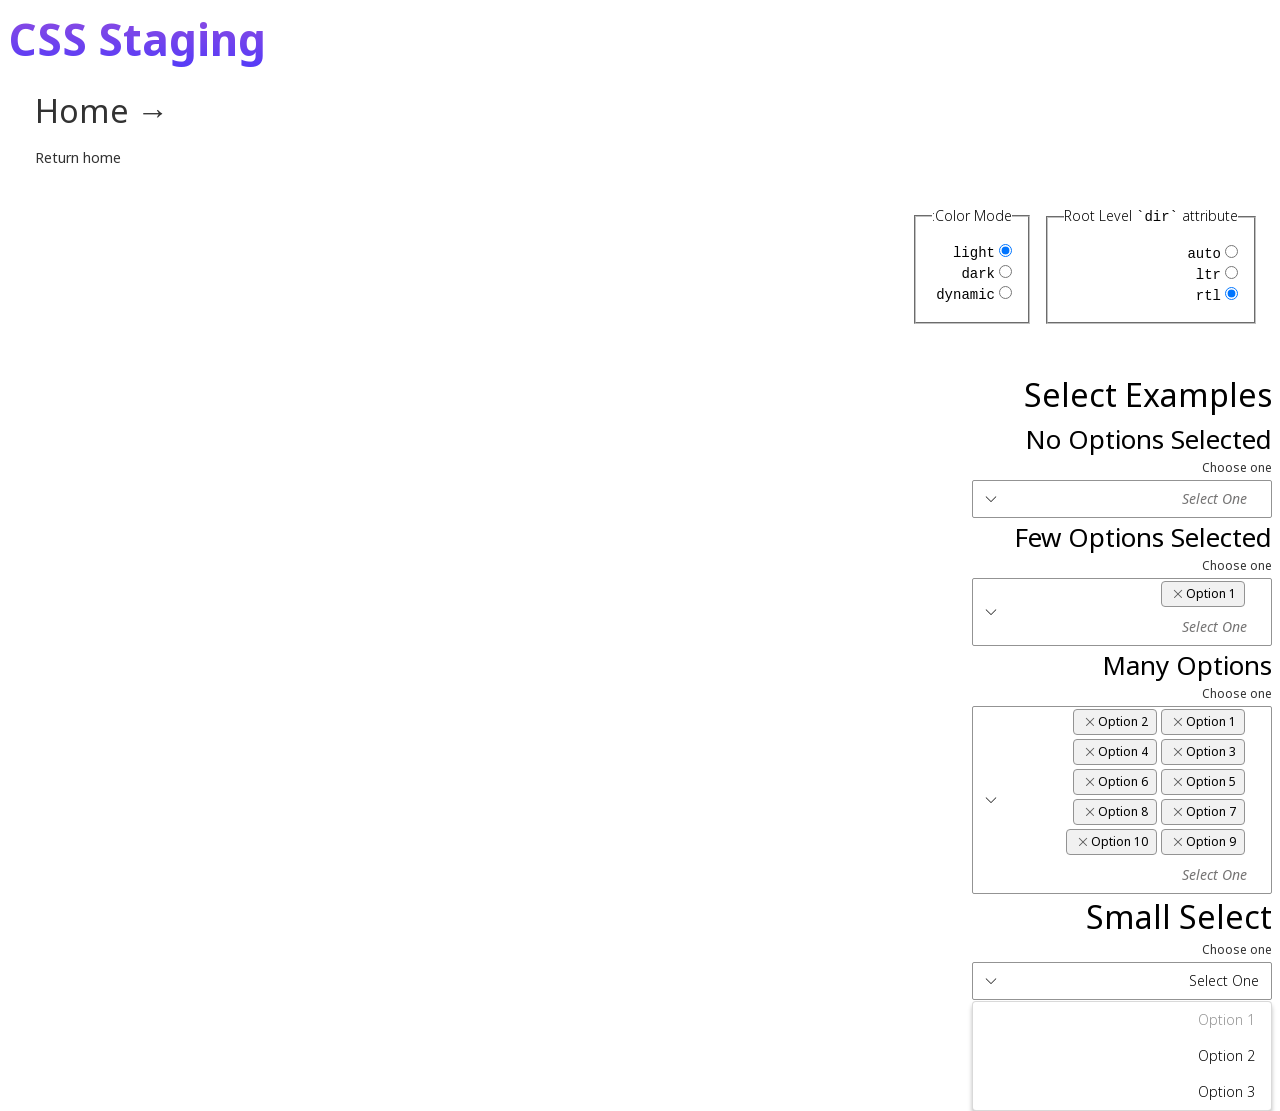 CSS Staging
Home →
Return home
Root Level `dir` attribute
auto
ltr
rtl
:Color Mode
light
dark
dynamic
Select Examples
No Options Selected
Choose one
Select One
Few Options Selected
Choose one
Option 1
Select One
Many Options
Choose one
Option 1
Option 2
Option 3
Option 4
Option 5
Option 6
Option 7
Option 8
Option 9
Option 10
Select One
Small Select
Choose one
Select One
Option 1
Option 2
Option 3